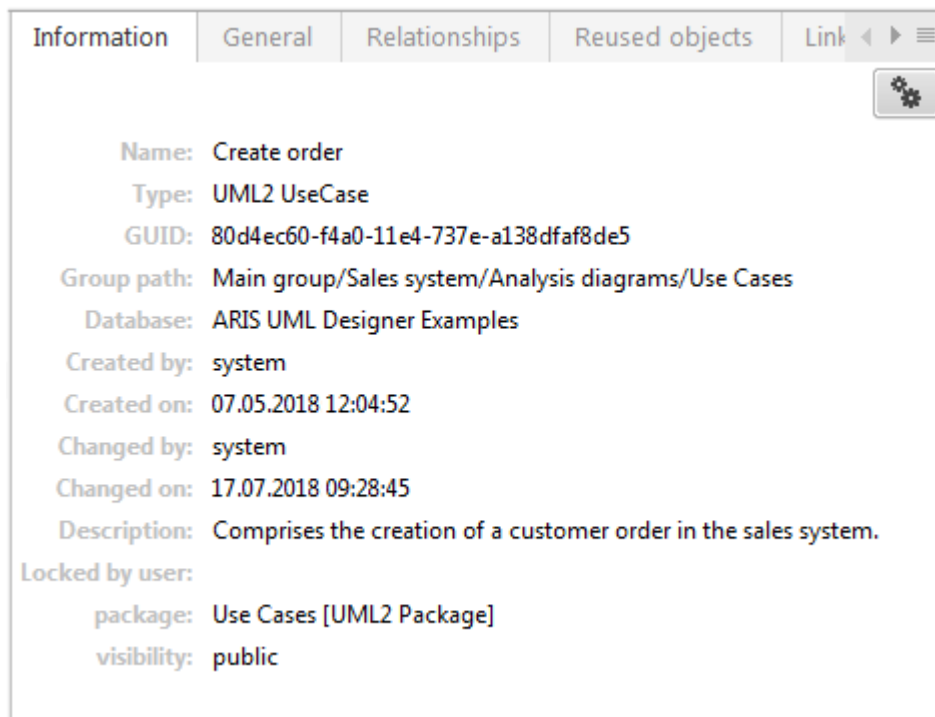 Information General Relationships Reused objects Link
Name: Create order
Type: UML2 UseCase
GUID: 80d4ec60-f4a0-11e4-737e-a138dfaf8de5
Group path: Main group/Sales system/Analysis diagrams/Use Cases
Database: ARIS UML Designer Examples
Created by: system
Created on: 07.05.2018 12:04:52
Changed by: system
Changed on: 17.07.2018 09:28:45
Description: Comprises the creation of a customer order in the sales system.
Locked by user:
package: Use Cases [UML2 Package]
visibility: public